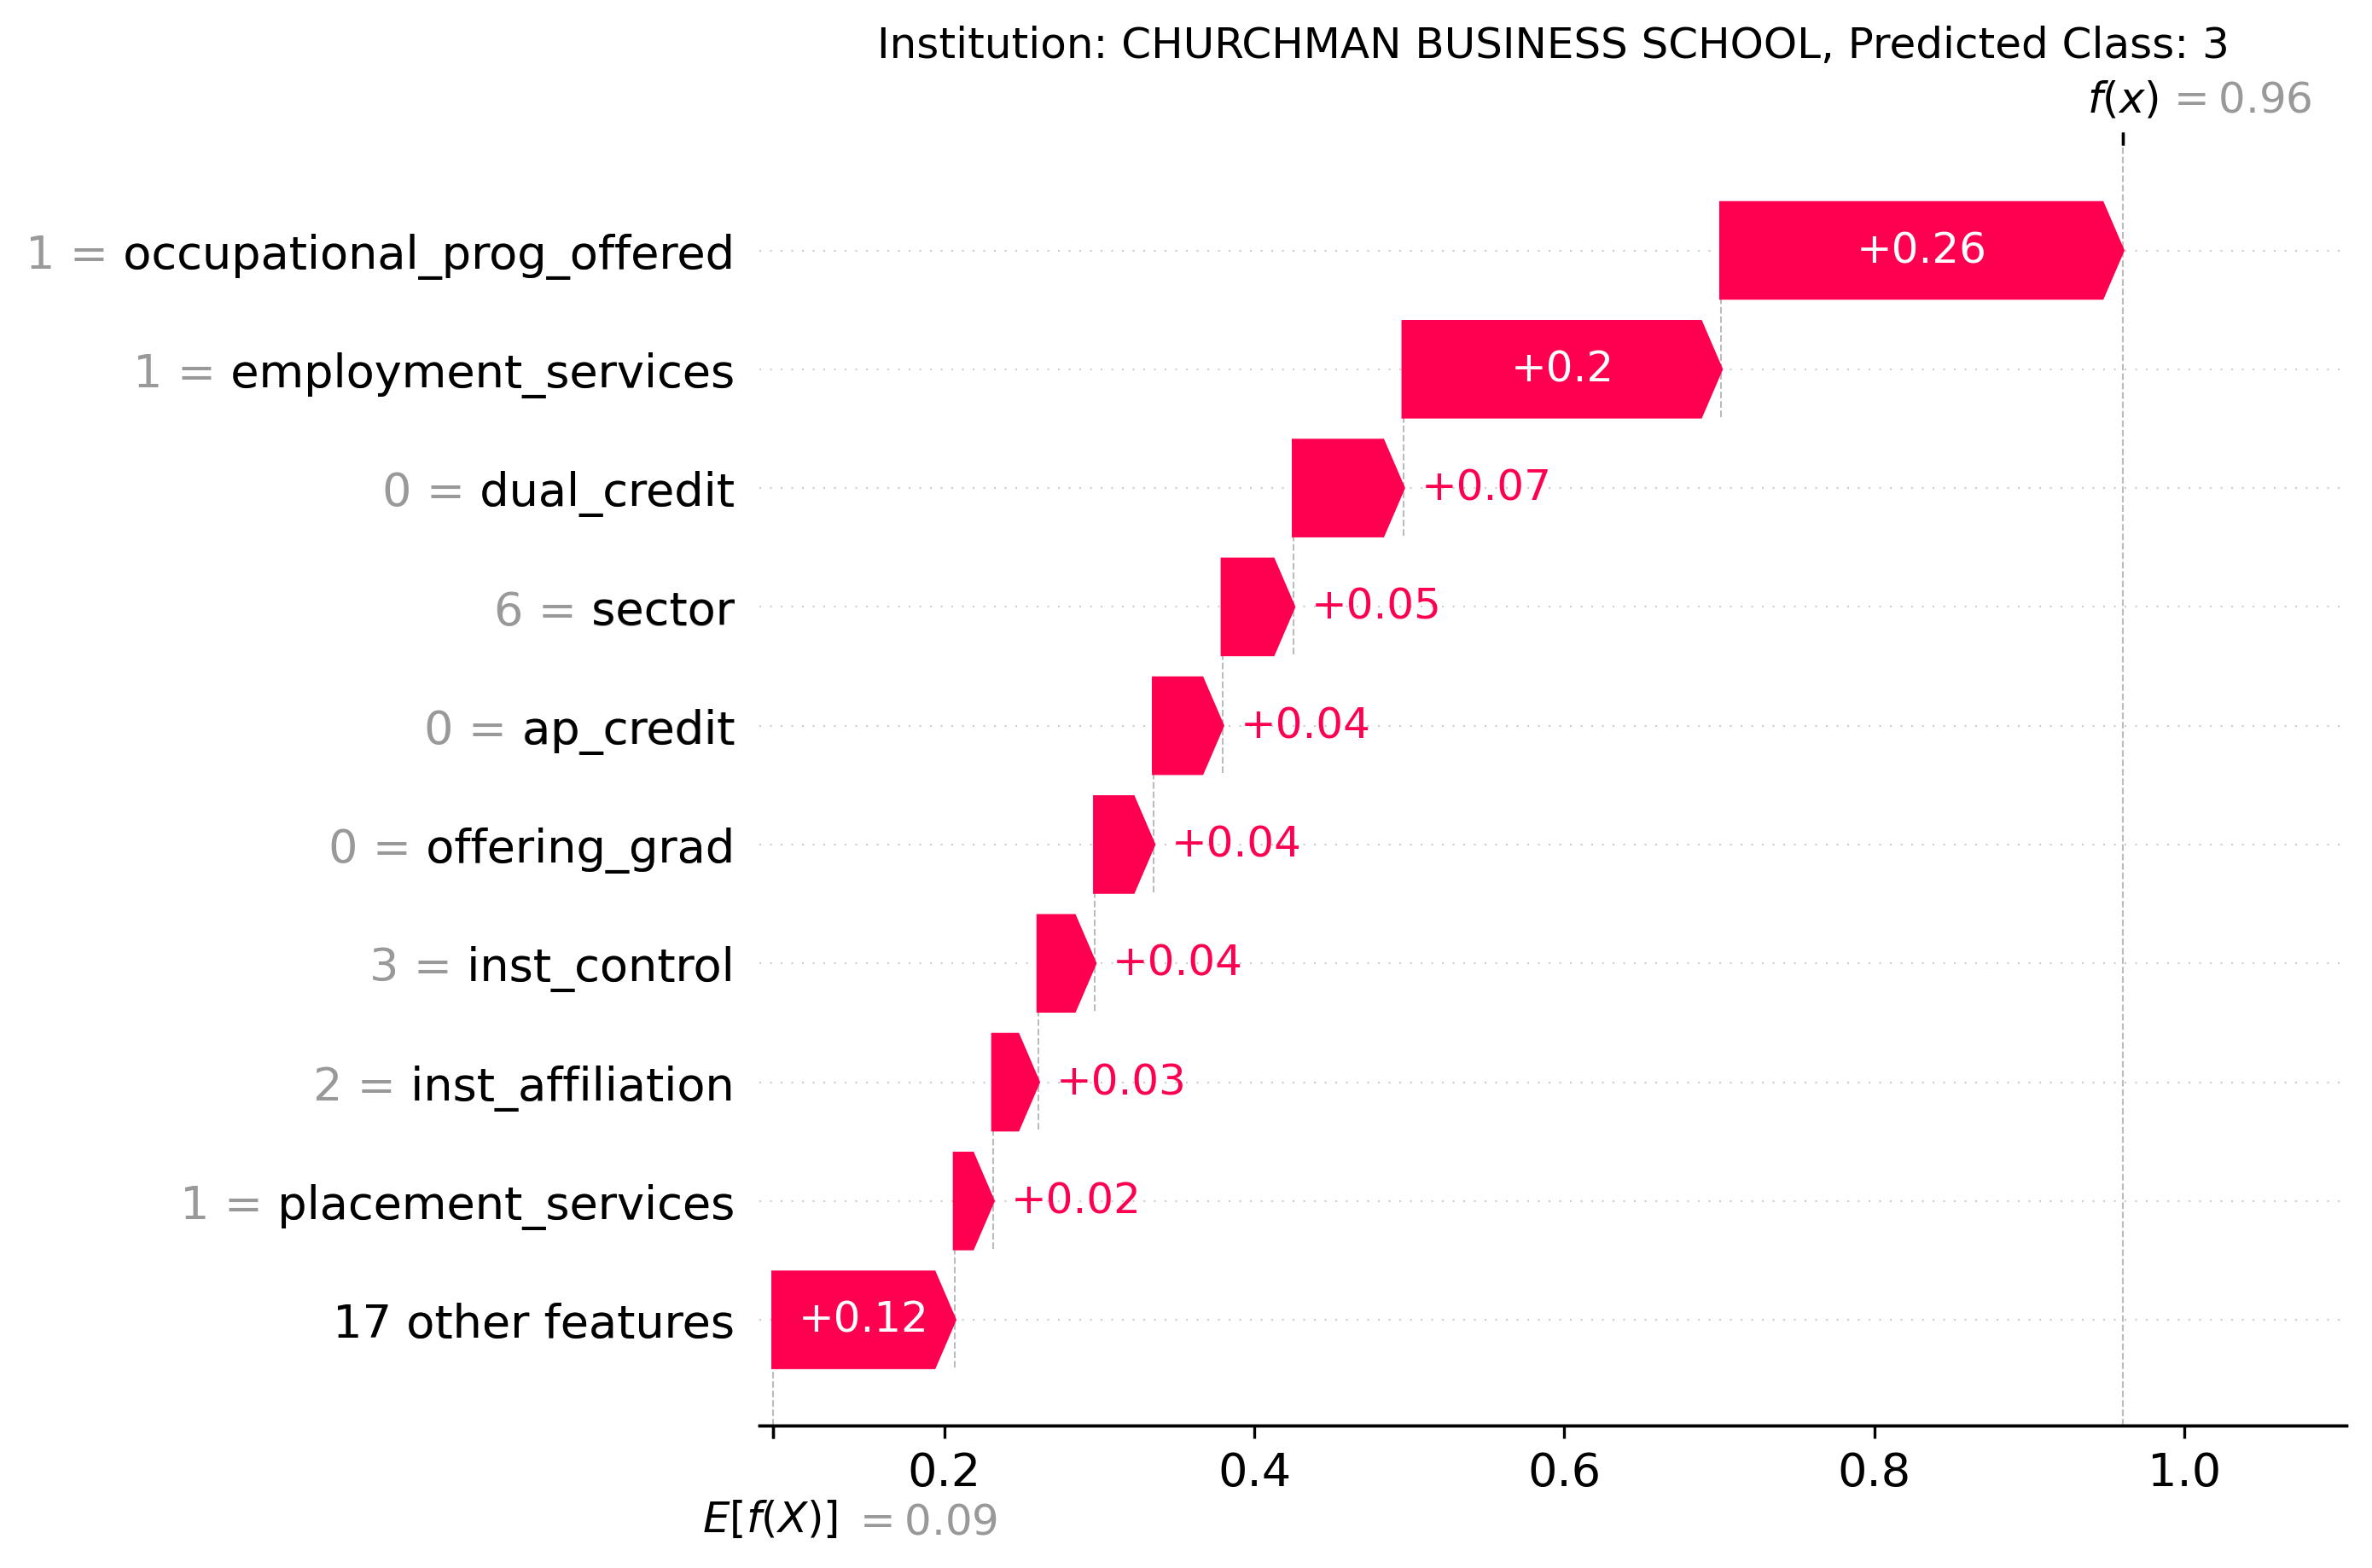 Institution: CHURCHMAN BUSINESS SCHOOL, Predicted Class: 3
f(x) = 0.96
1 = occupational_prog_offered +0.26
1 = employment_services +0.2
0 = dual_credit +0.07
6 = sector +0.05
0 = ap_credit +0.04
0 = offering_grad +0.04
3 = inst_control +0.04
2 = inst_affiliation +0.03
1 = placement_services +0.02
17 other features +0.12
0.2 0.4 0.6 0.8 1.0
E[f(X)] = 0.09